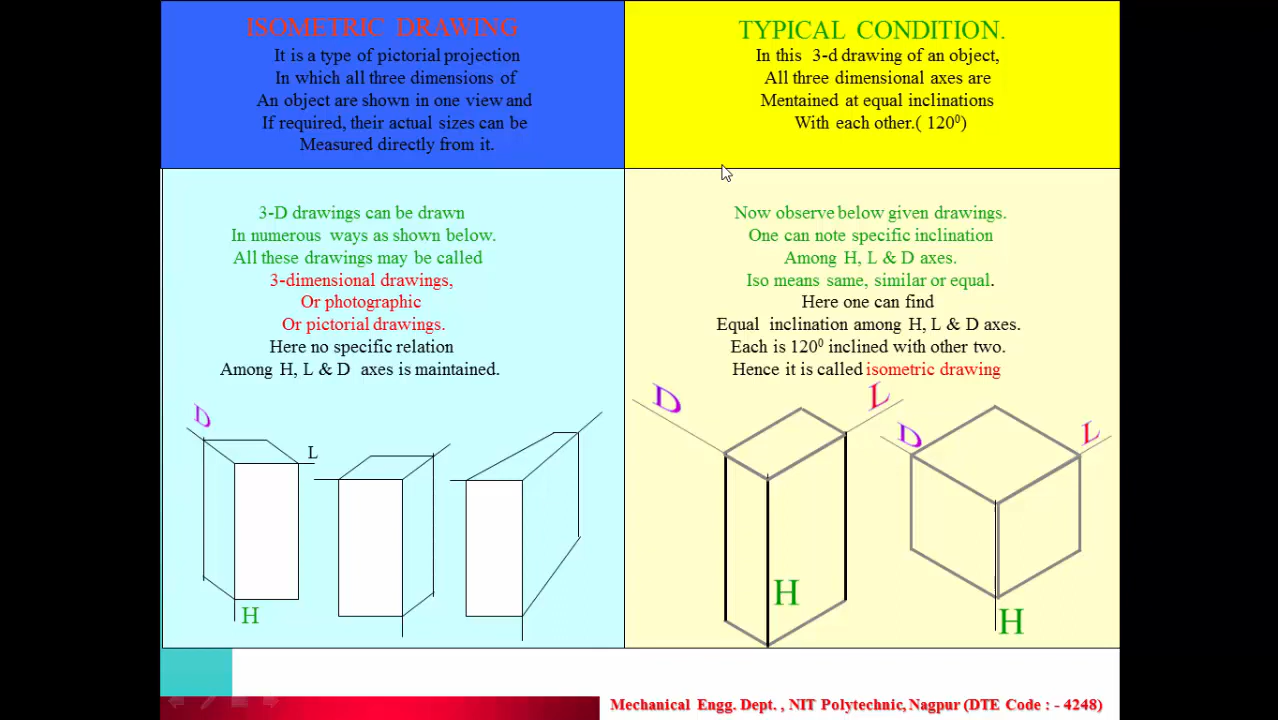 ISOMETRIC DRAWING
It is a type of pictorial projection
In which all three dimensions of
An object are shown in one view and
If required, their actual sizes can be
Measured directly from it.
TYPICAL CONDITION.
In this 3-d drawing of an object,
All three dimensional axes are
Mentained at equal inclinations
With each other.( 120⁰)
3-D drawings can be drawn
In numerous ways as shown below.
All these drawings may be called
3-dimensional drawings,
Or photographic
Or pictorial drawings.
Here no specific relation
Among H, L & D axes is maintained.
Now observe below given drawings.
One can note specific inclination
Among H, L & D axes.
Iso means same, similar or equal.
Here one can find
Equal inclination among H, L & D axes.
Each is 120⁰ inclined with other two.
Hence it is called isometric drawing
D
L
H
D
L
H
D
L
H
Mechanical Engg. Dept. , NIT Polytechnic, Nagpur (DTE Code : - 4248)